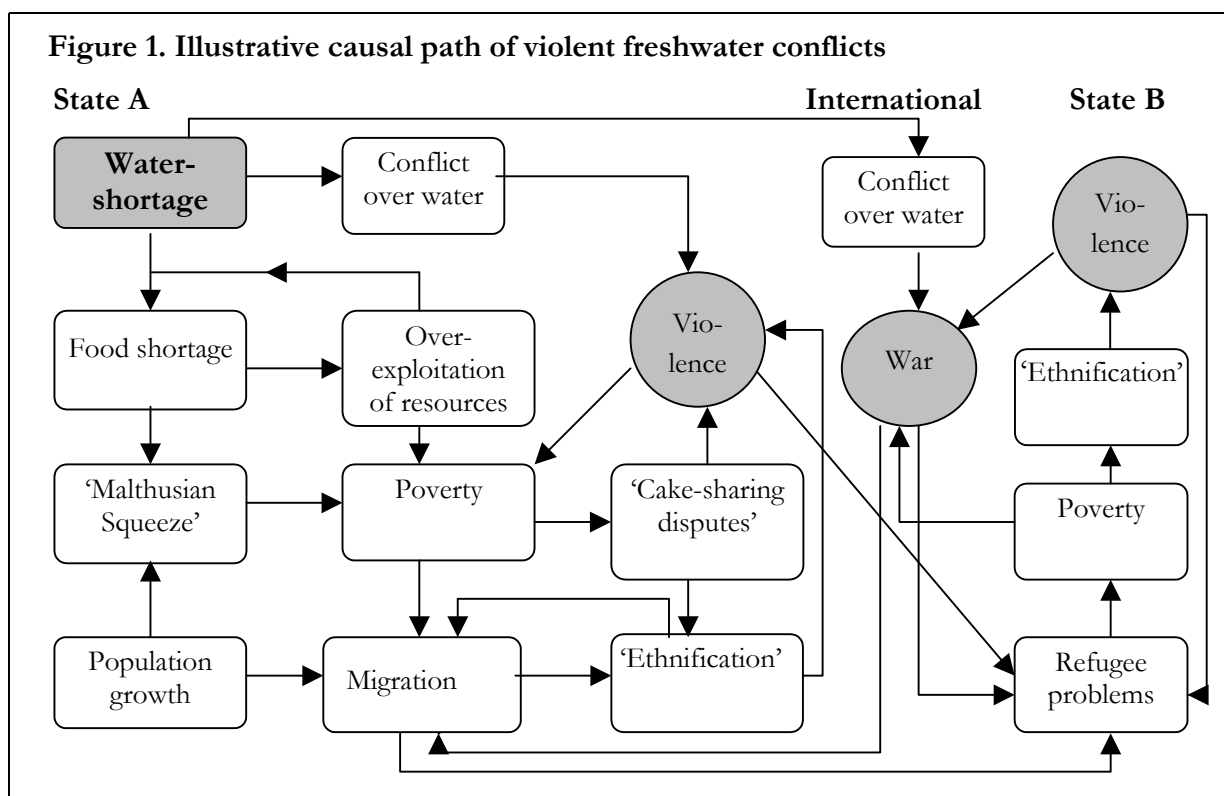 Figure 1. Illustrative causal path of violent freshwater conflicts
State A
International
State B
Water-
shortage
Conflict
over water
Conflict
over water
Vio-
lence
Food shortage
Over-
exploitation
of resources
Vio-
lence
War
‘Ethnification’
‘Malthusian
Squeeze’
Poverty
‘Cake-sharing
disputes’
Poverty
Population
growth
Migration
‘Ethnification’
Refugee
problems